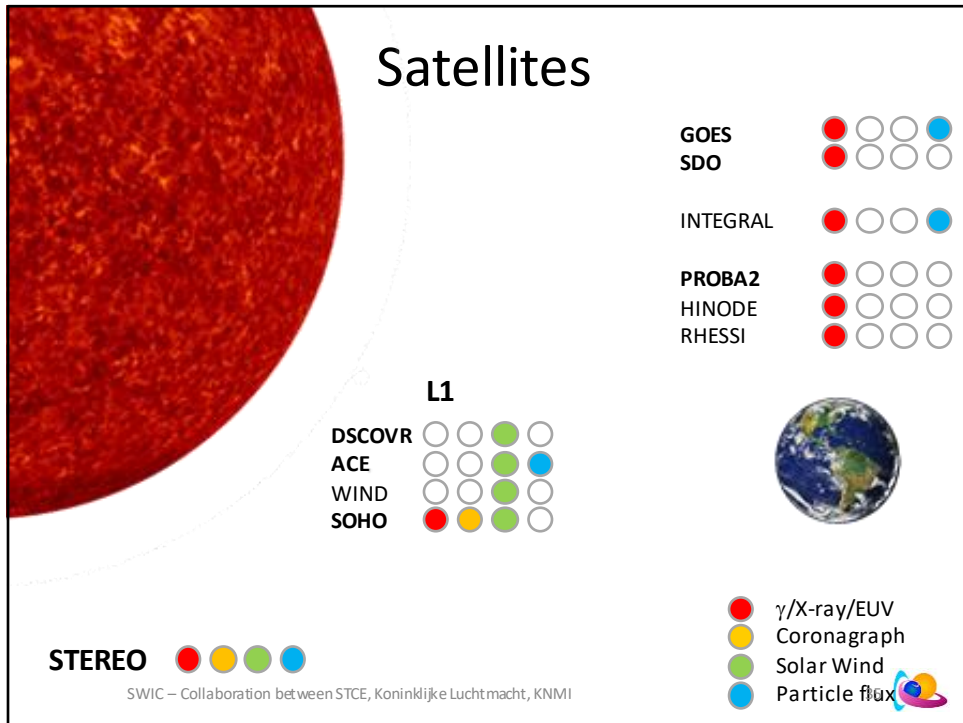 Satellites
GOES
SDO
INTEGRAL
PROBA2
HINODE
RHESSI
L1
DSCOVR
ACE
WIND
SOHO
STEREO
γ/X-ray/EUV
Coronagraph
Solar Wind
Particle flux
SWIC – Collaboration between STCE, Koninklijke Luchtmacht, KNMI